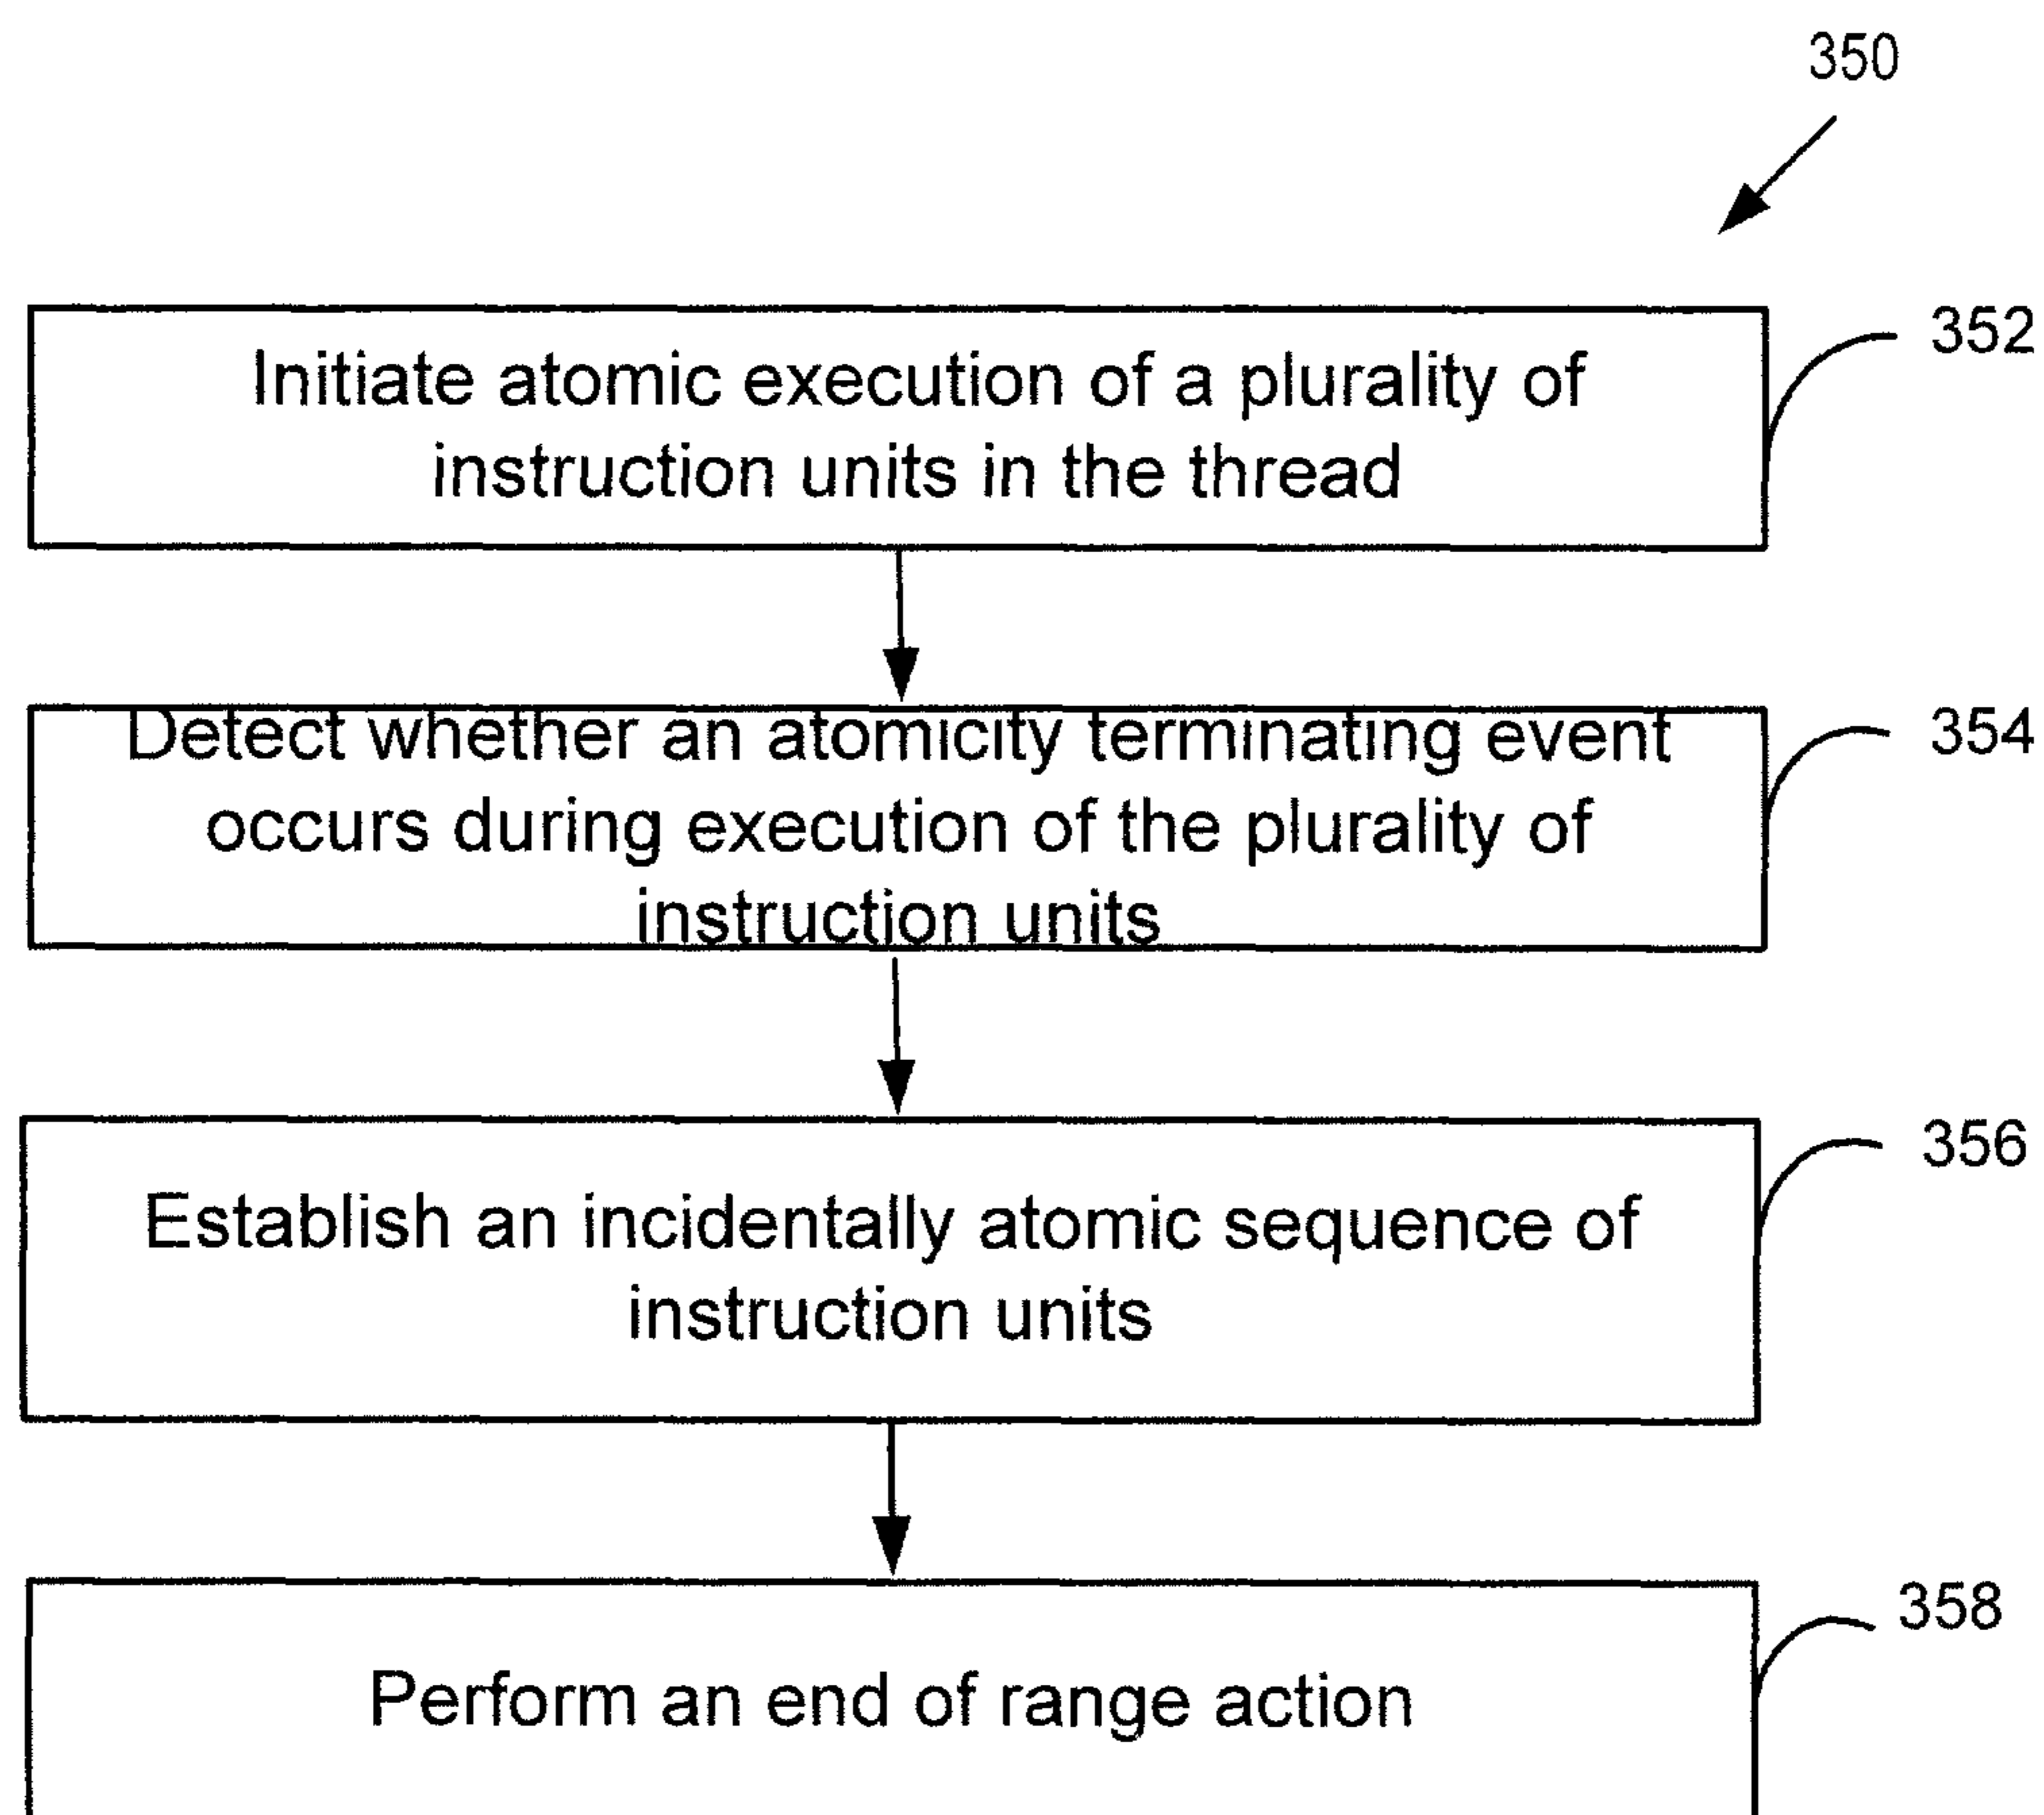 350
Initiate atomic execution of a plurality of
instruction units in the thread
352
Detect whether an atomicity terminating event
occurs during execution of the plurality of
instruction units
354
Establish an incidentally atomic sequence of
instruction units
356
Perform an end of range action
358